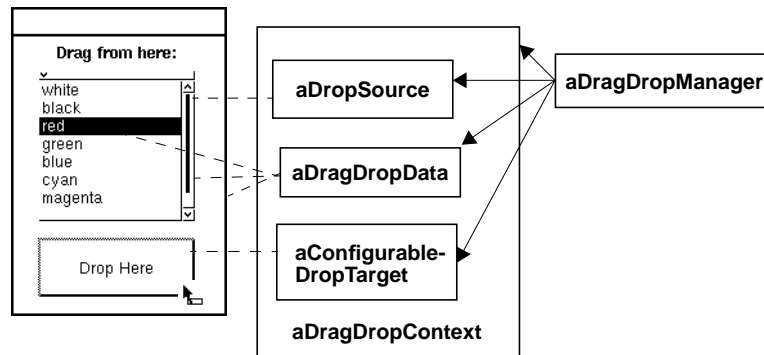 Drag from here:
white
black
red
green
blue
cyan
magenta
Drop Here
aDropSource
aDragDropData
aConfigurable-
DropTarget
aDragDropContext
aDragDropManager